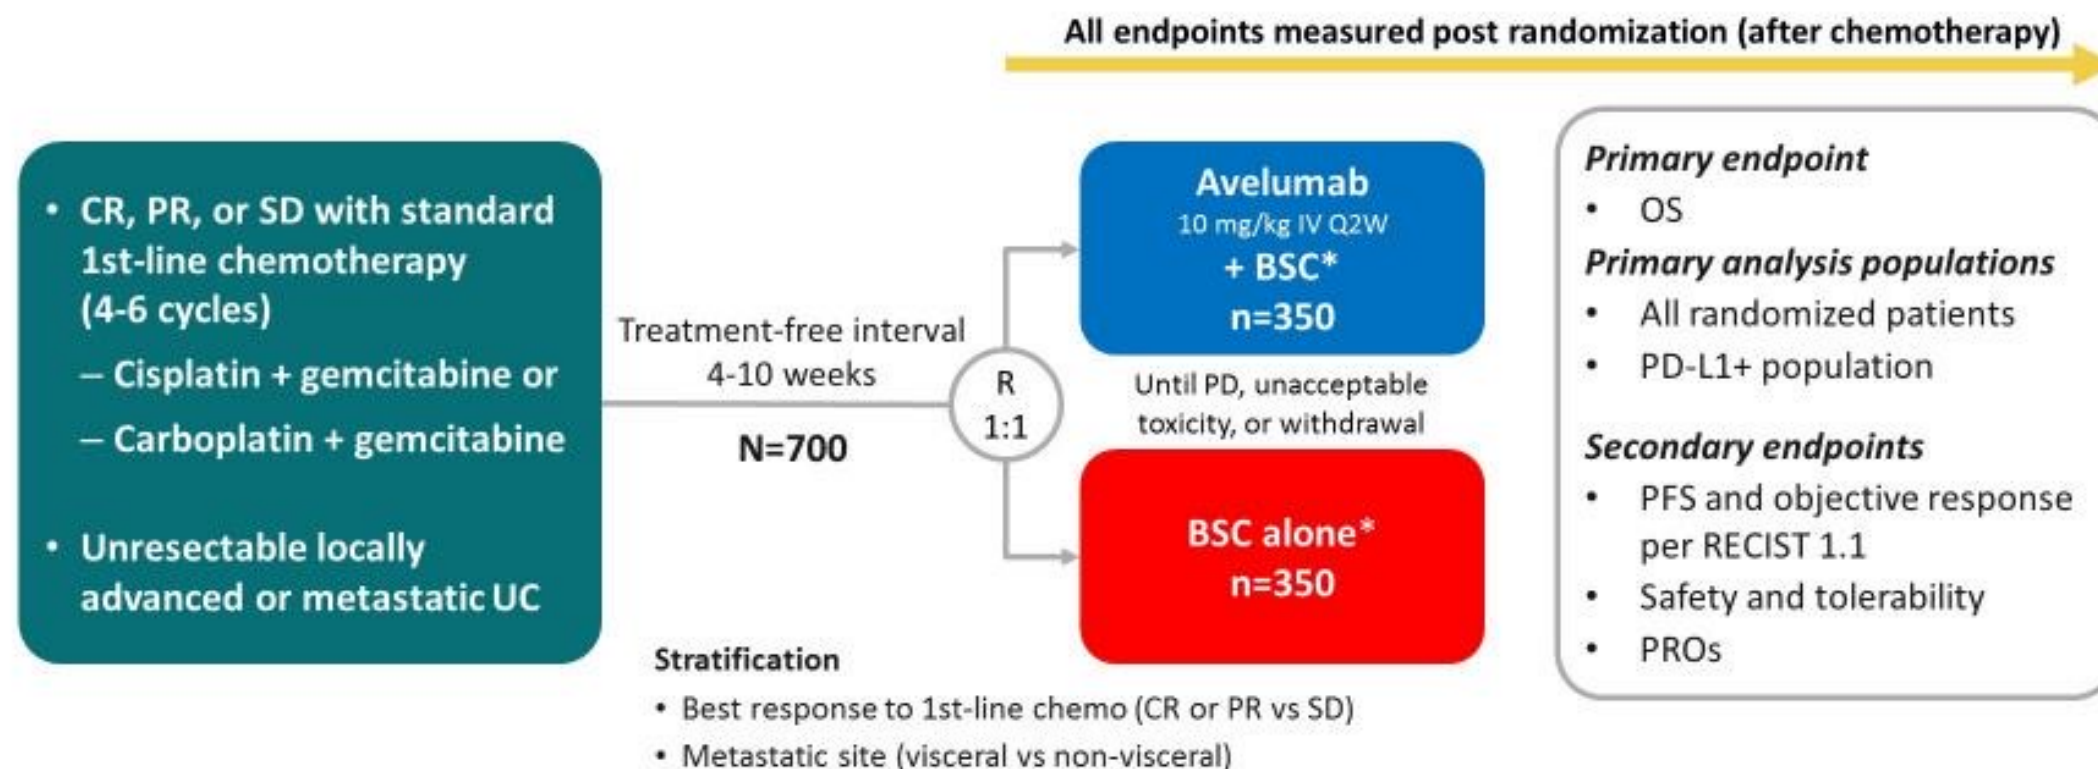 All endpoints measured post randomization (after chemotherapy)
• CR, PR, or SD with standard
1st-line chemotherapy
(4-6 cycles)
– Cisplatin + gemcitabine or
– Carboplatin + gemcitabine
• Unresectable locally
advanced or metastatic UC
Treatment-free interval
4-10 weeks
N=700
R
1:1
Stratification
• Best response to 1st-line chemo (CR or PR vs SD)
• Metastatic site (visceral vs non-visceral)
Avelumab
10 mg/kg IV Q2W
+ BSC*
n=350
Until PD, unacceptable
toxicity, or withdrawal
BSC alone*
n=350
Primary endpoint
• OS
Primary analysis populations
• All randomized patients
• PD-L1+ population
Secondary endpoints
• PFS and objective response
per RECIST 1.1
• Safety and tolerability
• PROs